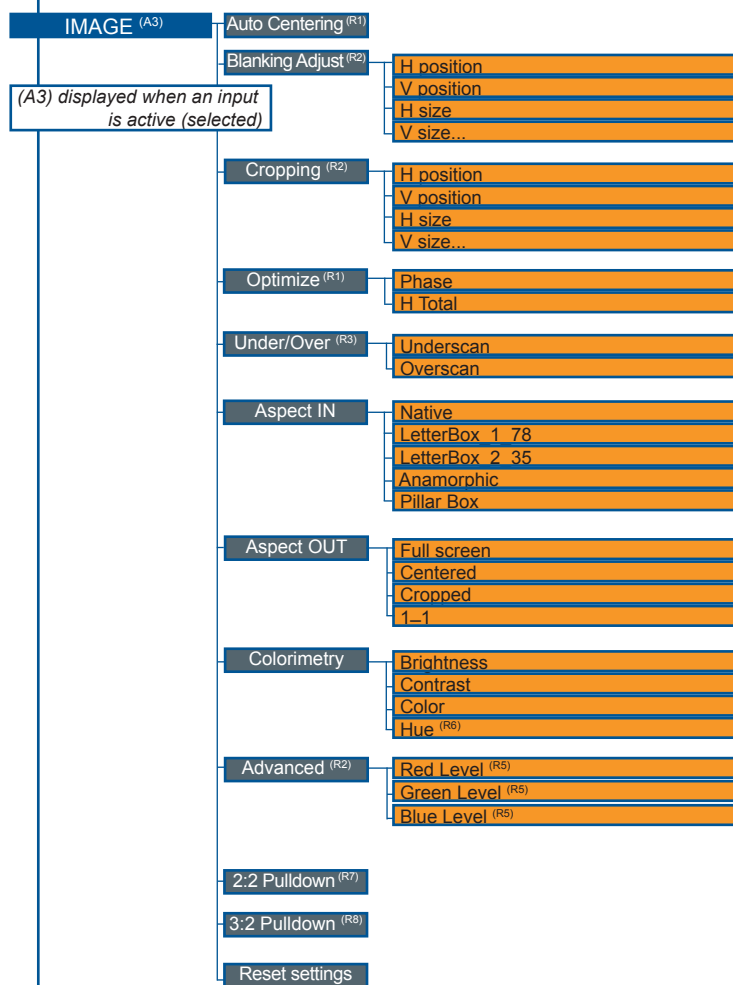 IMAGE (A3)
Auto Centering (R1)
Blanking Adjust (R2)
H position
V position
H size
V size...
(A3) displayed when an input
is active (selected)
Cropping (R2)
H position
V position
H size
V size...
Optimize (R1)
Phase
H Total
Under/Over (R3)
Underscan
Overscan
Aspect IN
Native
LetterBox_1_78
LetterBox_2_35
Anamorphic
Pillar Box
Aspect OUT
Full screen
Centered
Cropped
1–1
Colorimetry
Brightness
Contrast
Color
Hue (R6)
Advanced (R2)
Red Level (R5)
Green Level (R5)
Blue Level (R5)
2:2 Pulldown (R7)
3:2 Pulldown (R8)
Reset settings